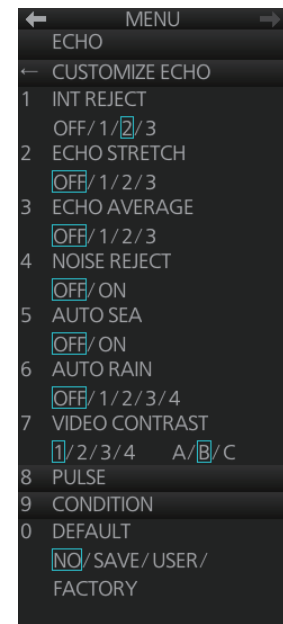 ← MENU →
ECHO
← CUSTOMIZE ECHO
1 INT REJECT
OFF/1/2/3
2 ECHO STRETCH
OFF/1/2/3
3 ECHO AVERAGE
OFF/1/2/3
4 NOISE REJECT
OFF/ON
5 AUTO SEA
OFF/ON
6 AUTO RAIN
OFF/1/2/3/4
7 VIDEO CONTRAST
1/2/3/4 A/B/C
8 PULSE
9 CONDITION
0 DEFAULT
NO/SAVE/USER/
FACTORY